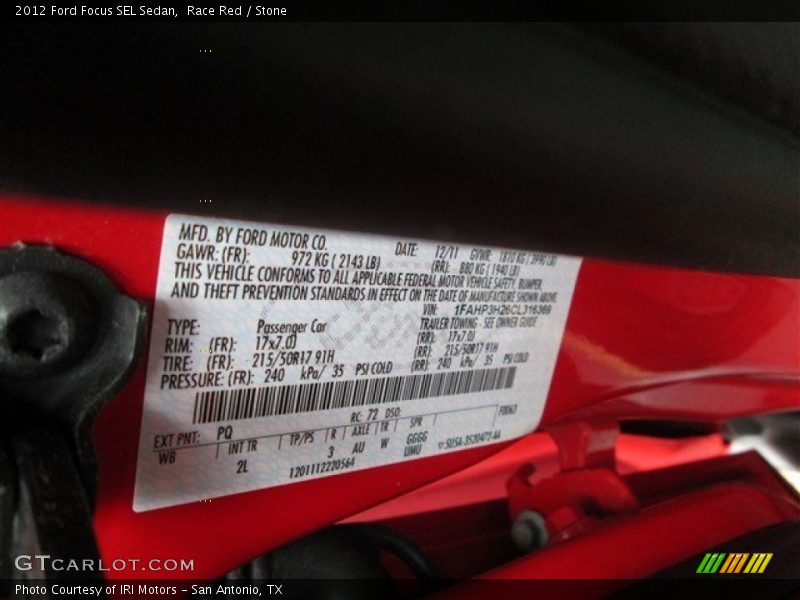 2012 Ford Focus SEL Sedan,  Race Red / Stone
MFD. BY FORD MOTOR CO. DATE: 12/11 GVWR: 1810 KG ( 3990 LB)
GAWR: (FR): 972 KG ( 2143 LB) (RR): 880 KG ( 1940 LB)
THIS VEHICLE CONFORMS TO ALL APPLICABLE FEDERAL MOTOR VEHICLE SAFETY, BUMPER,
AND THEFT PREVENTION STANDARDS IN EFFECT ON THE DATE OF MANUFACTURE SHOWN ABOVE.
VIN: 1FAHP3H26CL316369
TYPE: Passenger Car TRAILER TOWING - SEE OWNER GUIDE
RIM: (FR): 17x7.0J (RR): 17x7.0J
TIRE: (FR): 215/50R17 91H (RR): 215/50R17 91H
PRESSURE: (FR): 240 kPa/ 35 PSI COLD (RR): 240 kPa/ 35 PSI COLD
RC: 72 DSO:
EXT PNT: PQ
WB INT TR TP/PS R AXLE TR SPR
2L 3 AU W GGGG
UMU
1201112220564
GTCARLOT.COM
Photo Courtesy of IRI Motors – San Antonio, TX